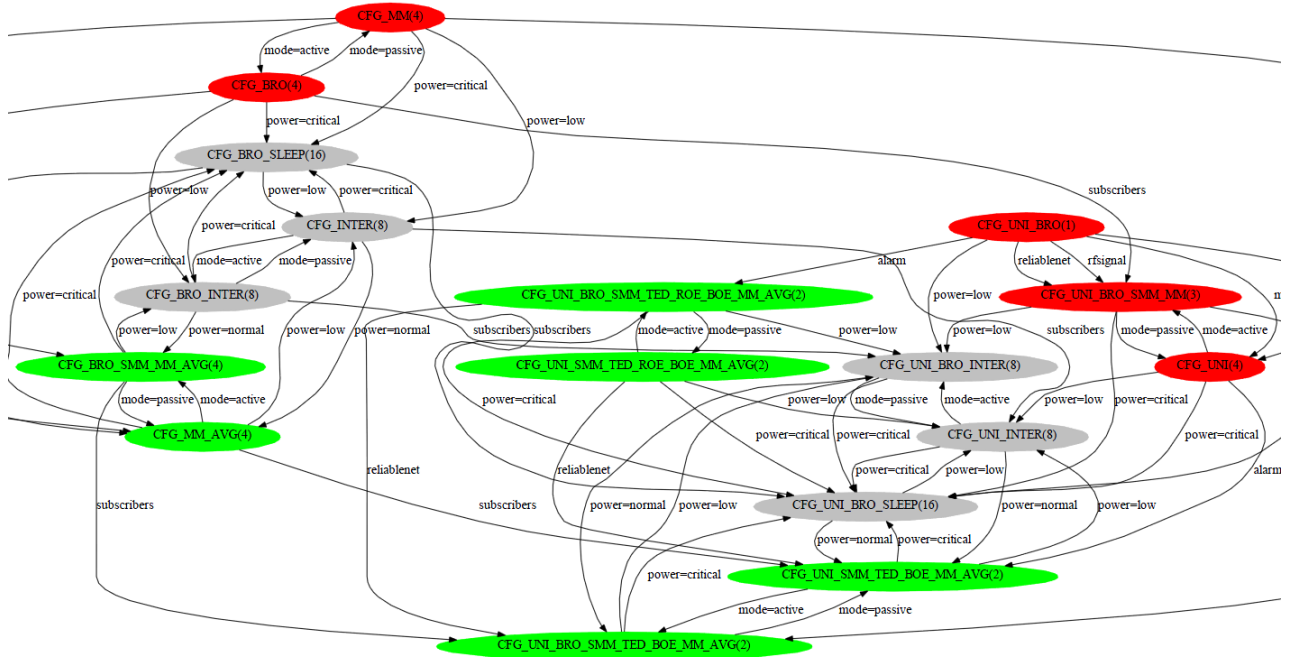 CFG_MM(4)
mode=active
mode=passive
CFG_BRO(4)
power=critical
power=critical
power=low
CFG_BRO_SLEEP(16)
power=low
power=low
power=critical
subscribers
CFG_INTER(8)
power=critical
CFG_UNI_BRO(1)
power=critical
mode=active
mode=passive
alarm
reliablenet
rfsignal
power=critical
power=low
CFG_BRO_INTER(8)
CFG_UNI_BRO_SMM_TED_ROE_BOE_MM_AVG(2)
CFG_UNI_BRO_SMM_MM(3)
m
power=low
power=normal
power=low
power=normal
subscribers
subscribers
mode=active
mode=passive
power=low
subscribers
mode=passive
mode=active
CFG_BRO_SMM_MM_AVG(4)
CFG_UNI_SMM_TED_ROE_BOE_MM_AVG(2)
CFG_UNI_BRO_INTER(8)
CFG_UNI(4)
mode=passive
mode=active
power=critical
power=low
mode=passive
mode=active
power=low
power=critical
CFG_MM_AVG(4)
power=critical
power=critical
CFG_UNI_INTER(8)
power=critical
reliablenet
reliablenet
power=critical
power=low
alarm
subscribers
subscribers
power=normal
power=low
CFG_UNI_BRO_SLEEP(16)
power=normal
power=low
power=normal
power=critical
power=critical
CFG_UNI_SMM_TED_BOE_MM_AVG(2)
mode=active
mode=passive
CFG_UNI_BRO_SMM_TED_BOE_MM_AVG(2)